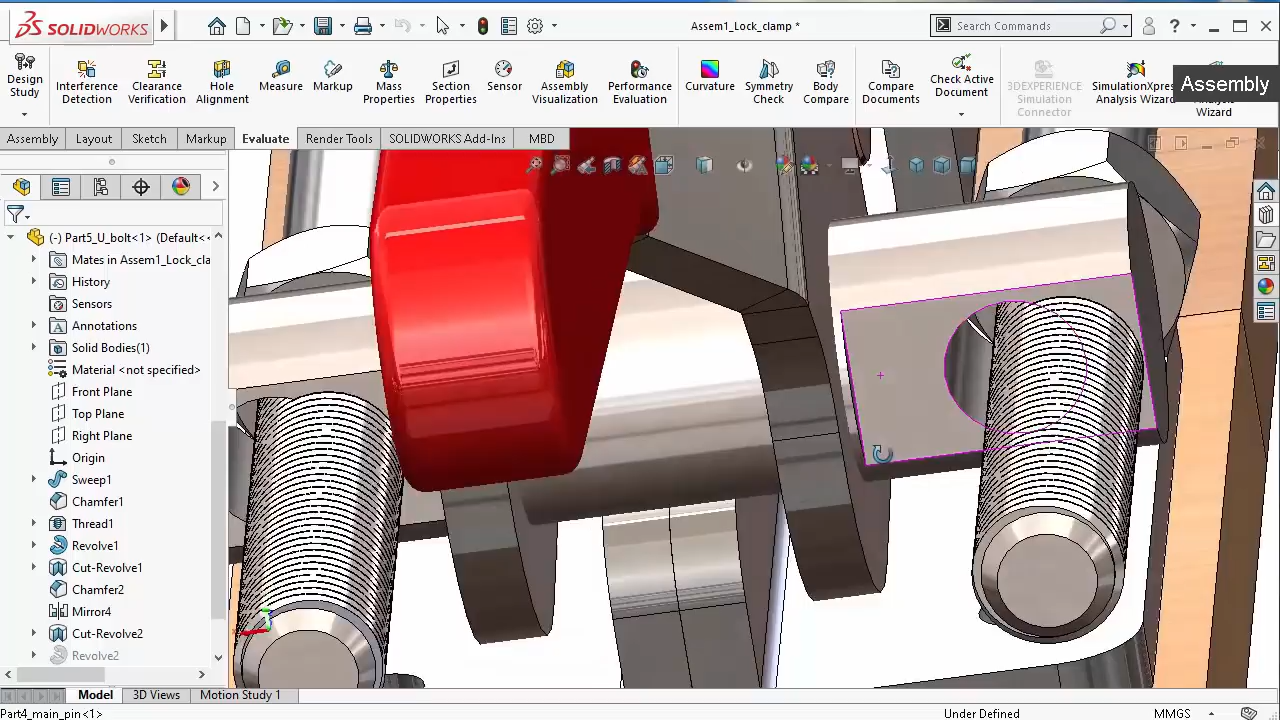 SOLIDWORKS
Assem1_Lock_clamp *
Search Commands
?
Design Study
Interference Detection
Clearance Verification
Hole Alignment
Measure
Markup
Mass Properties
Section Properties
Sensor
Assembly Visualization
Performance Evaluation
Curvature
Symmetry Check
Body Compare
Compare Documents
Check Active Document
3DEXPERIENCE Simulation Connector
SimulationXpres Analysis Wizard
Assembly
Analysis Wizard
Assembly
Layout
Sketch
Markup
Evaluate
Render Tools
SOLIDWORKS Add-Ins
MBD
(-) Part5_U_bolt<1> (Default<
Mates in Assem1_Lock_cla
History
Sensors
Annotations
Solid Bodies(1)
Material <not specified>
Front Plane
Top Plane
Right Plane
Origin
Sweep1
Chamfer1
Thread1
Revolve1
Cut-Revolve1
Chamfer2
Mirror4
Cut-Revolve2
Revolve2
Model
3D Views
Motion Study 1
Part4_main_pin<1>
Under Defined
MMGS